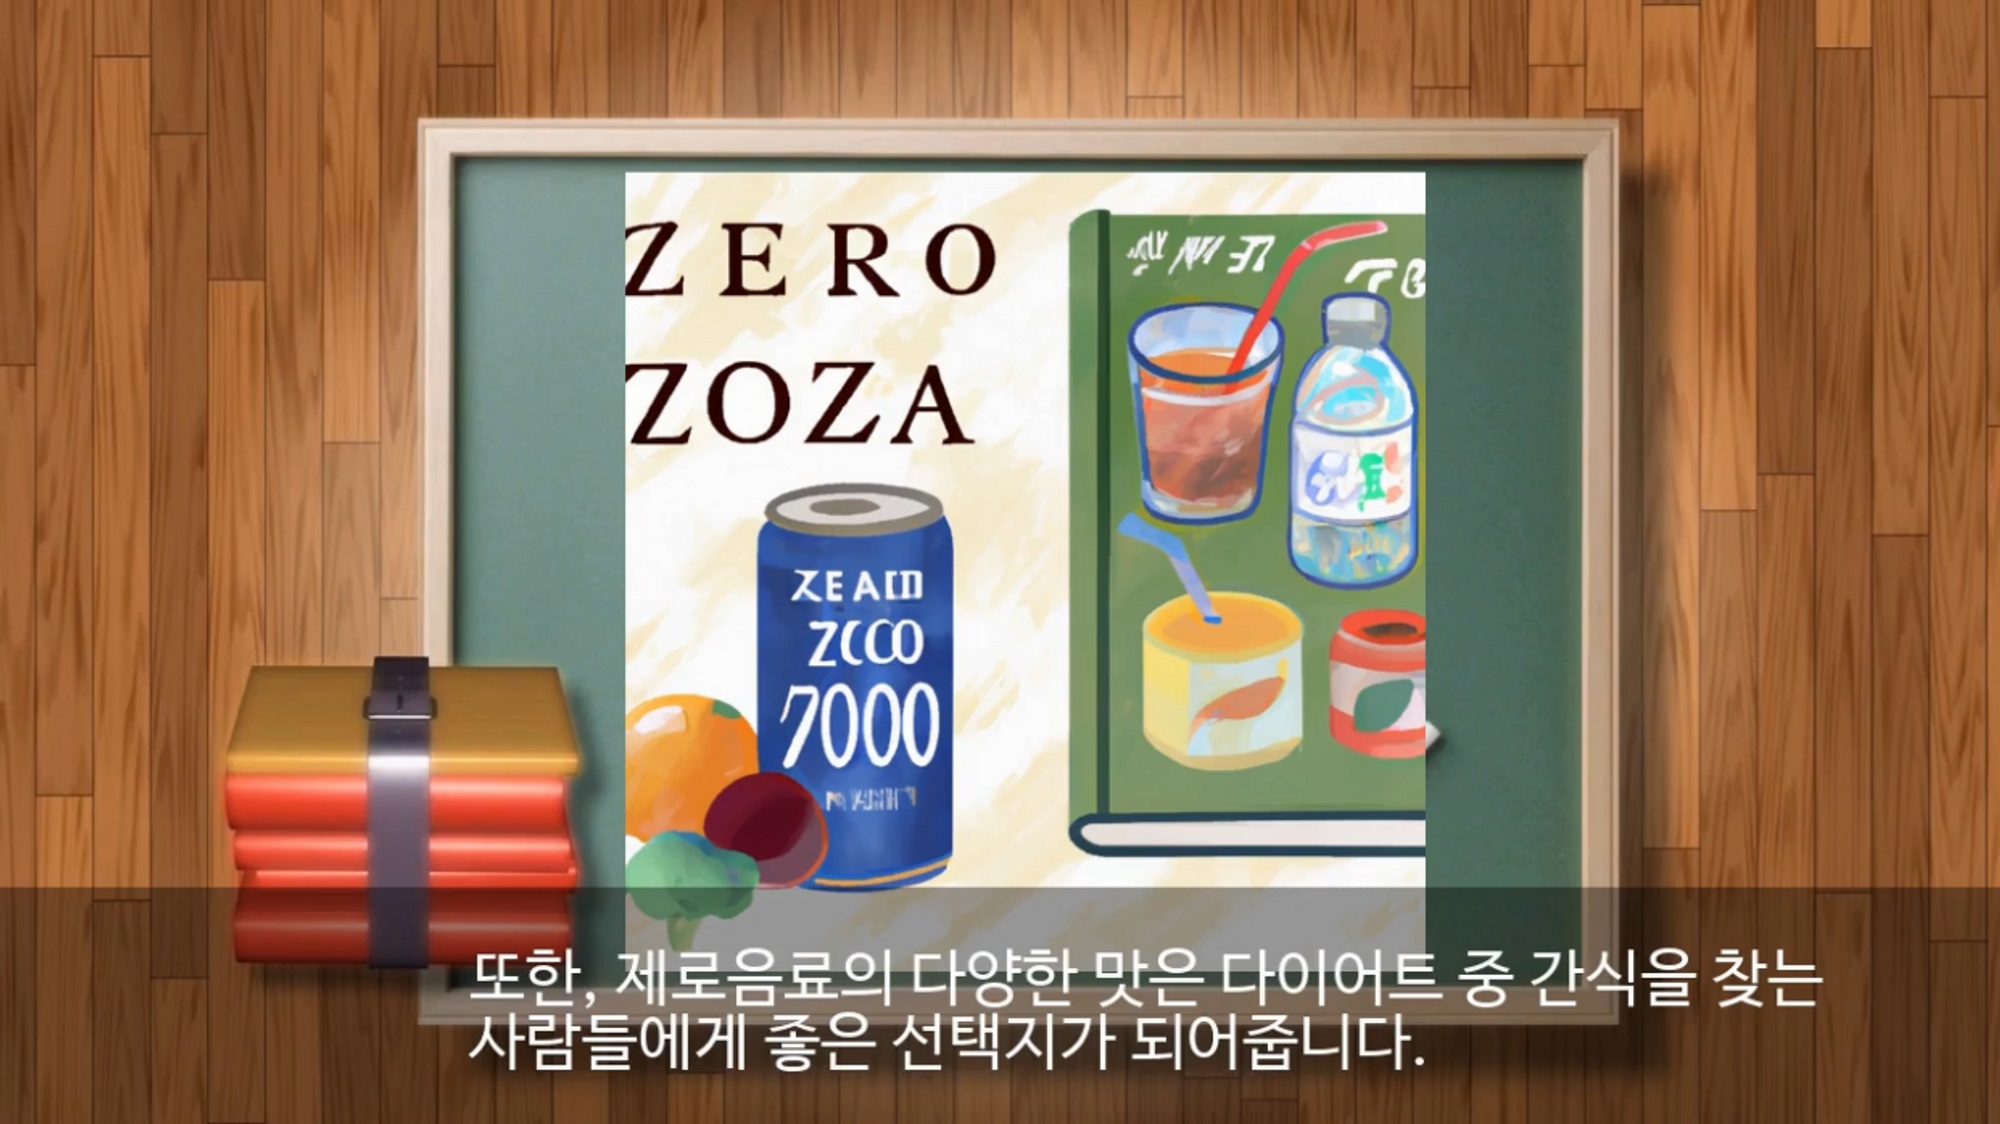 ZERO
ZOZA
ZCCO
7000
또한, 제로음료의 다양한 맛은 다이어트 중 간식을 찾는
사람들에게 좋은 선택지가 되어줍니다.